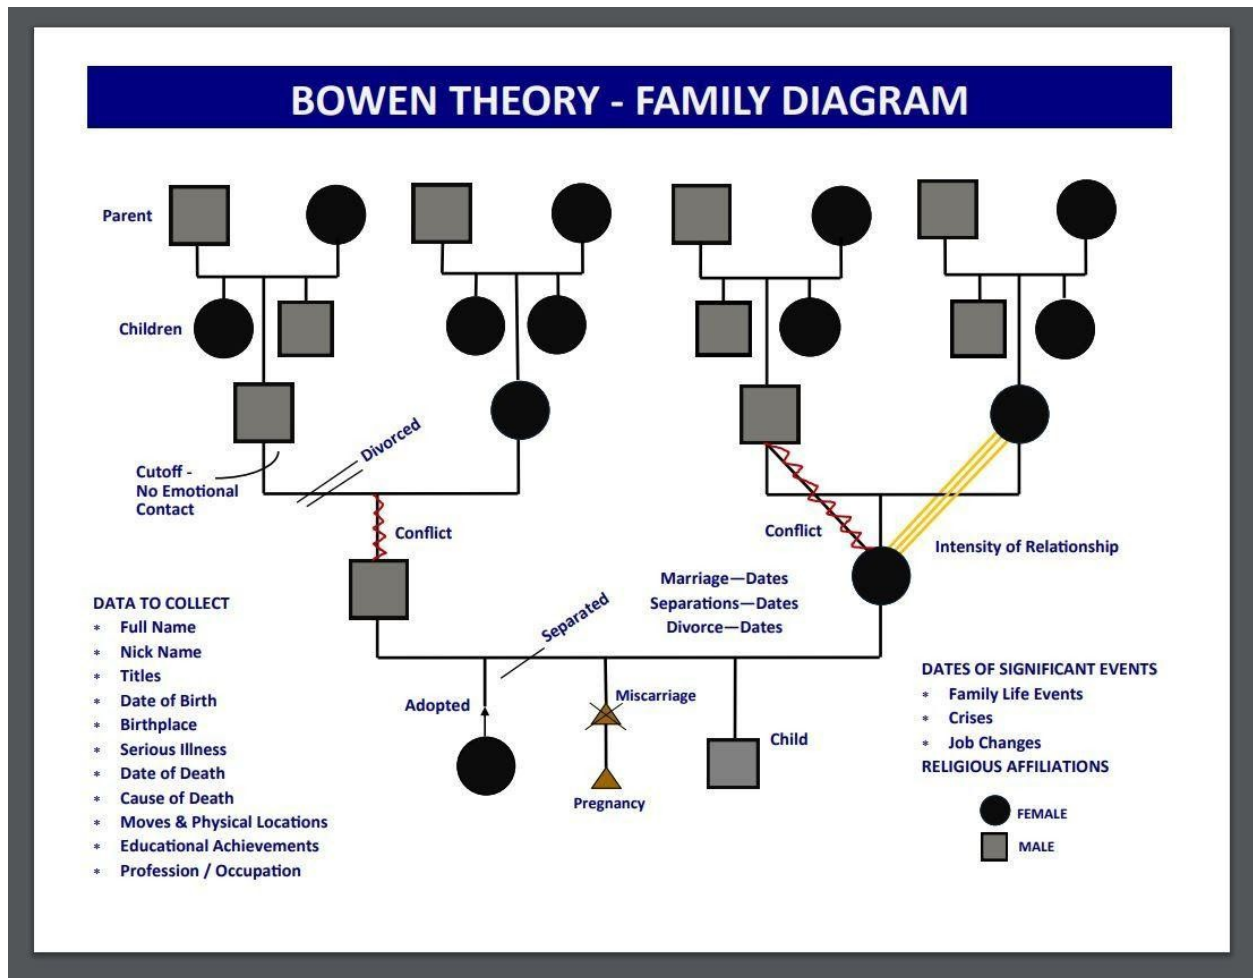 BOWEN THEORY - FAMILY DIAGRAM
Parent
Children
Cutoff -
No Emotional
Contact
Divorced
Conflict
Conflict
Intensity of Relationship
Marriage—Dates
Separations—Dates
Divorce—Dates
Separated
Adopted
Miscarriage
Pregnancy
Child
DATA TO COLLECT
* Full Name
* Nick Name
* Titles
* Date of Birth
* Birthplace
* Serious Illness
* Date of Death
* Cause of Death
* Moves & Physical Locations
* Educational Achievements
* Profession / Occupation
DATES OF SIGNIFICANT EVENTS
* Family Life Events
* Crises
* Job Changes
RELIGIOUS AFFILIATIONS
FEMALE
MALE